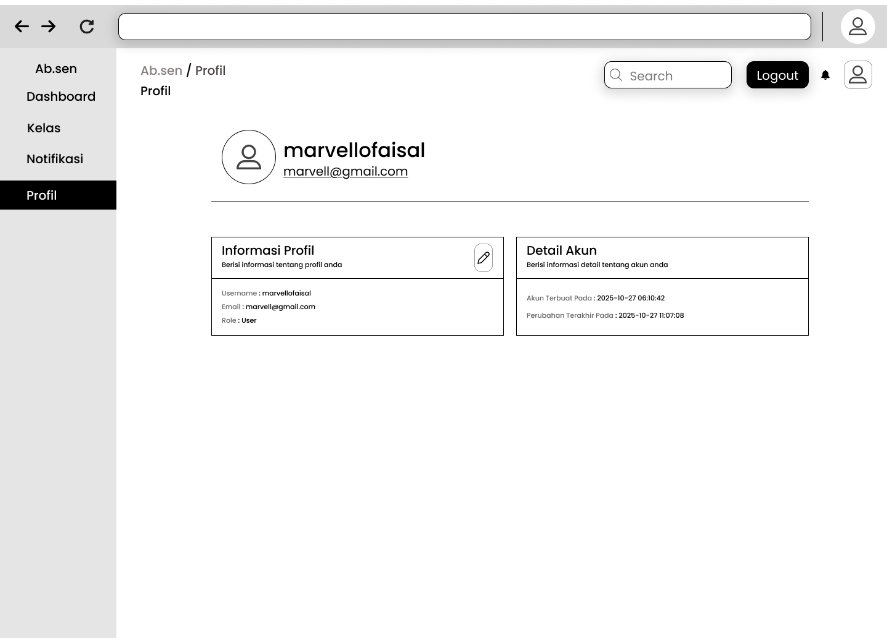 Ab.sen
Dashboard
Kelas
Notifikasi
Profil
Ab.sen / Profil
Profil
Search
Logout
marvellofaisal
marvell@gmail.com
Informasi Profil
Berisi informasi tentang profil anda
Username : marvellofaisal
Email : marvell@gmail.com
Role : User
Detail Akun
Berisi informasi detail tentang akun anda
Akun Terbuat Pada : 2025-10-27 06:10:42
Perubahan Terakhir Pada : 2025-10-27 11:07:08